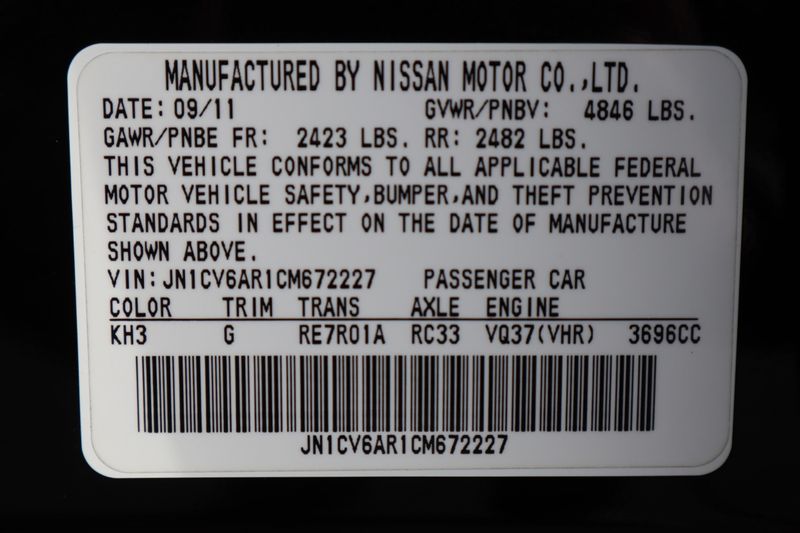 MANUFACTURED BY NISSAN MOTOR CO.,LTD.
DATE: 09/11 GVWR/PNBV: 4846 LBS.
GAWR/PNBE FR: 2423 LBS. RR: 2482 LBS.
THIS VEHICLE CONFORMS TO ALL APPLICABLE FEDERAL
MOTOR VEHICLE SAFETY,BUMPER,AND THEFT PREVENTION
STANDARDS IN EFFECT ON THE DATE OF MANUFACTURE
SHOWN ABOVE.
VIN: JN1CV6AR1CM672227 PASSENGER CAR
COLOR TRIM TRANS AXLE ENGINE
KH3 G RE7R01A RC33 VQ37(VHR) 3696CC
JN1CV6AR1CM672227